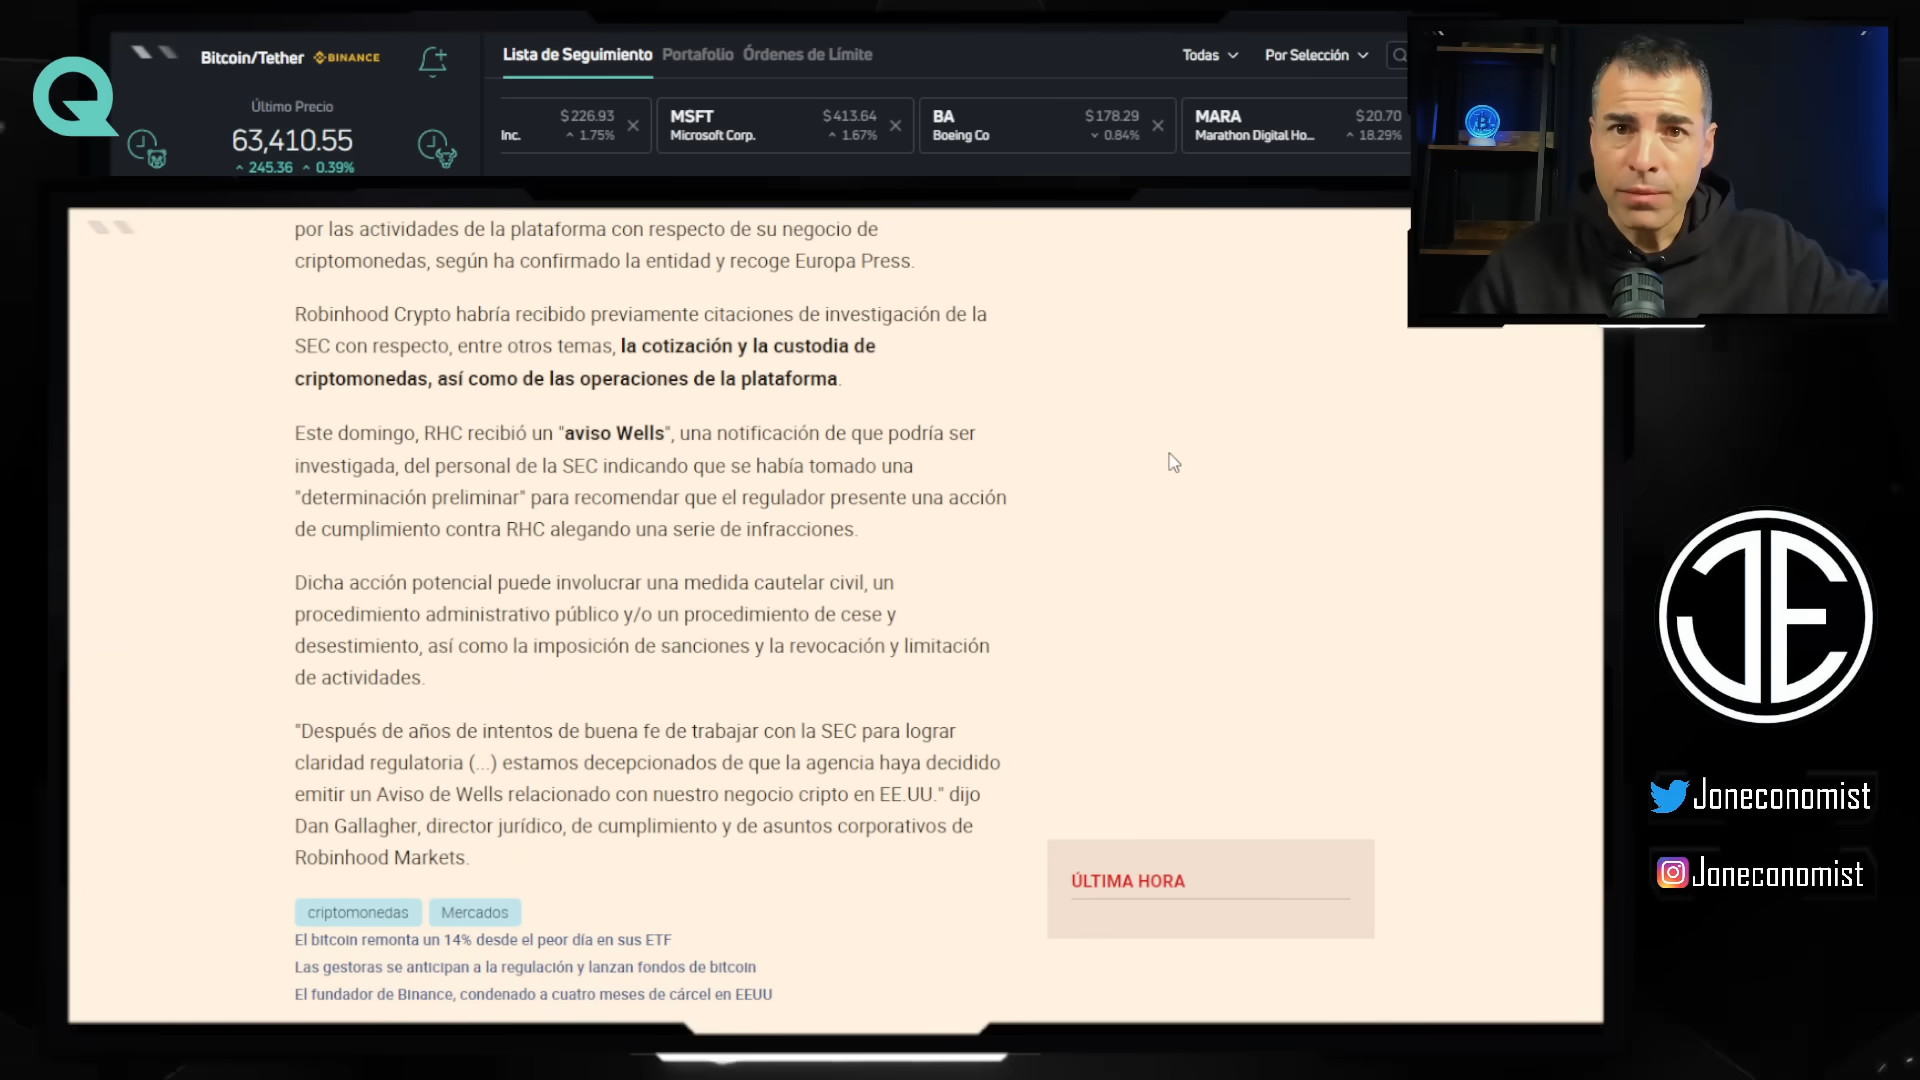 Bitcoin/Tether BINANCE
Último Precio
63,410.55
245.36 0.39%
Lista de Seguimiento Portafolio Órdenes de Límite
Todas Por Selección
$226.93
Inc. 1.75%
MSFT $413.64
Microsoft Corp. 1.67%
BA $178.29
Boeing Co 0.84%
MARA $20.70
Marathon Digital Ho... 18.29%
por las actividades de la plataforma con respecto de su negocio de
criptomonedas, según ha confirmado la entidad y recoge Europa Press.
Robinhood Crypto habría recibido previamente citaciones de investigación de la
SEC con respecto, entre otros temas, la cotización y la custodia de
criptomonedas, así como de las operaciones de la plataforma.
Este domingo, RHC recibió un "aviso Wells", una notificación de que podría ser
investigada, del personal de la SEC indicando que se había tomado una
"determinación preliminar" para recomendar que el regulador presente una acción
de cumplimiento contra RHC alegando una serie de infracciones.
Dicha acción potencial puede involucrar una medida cautelar civil, un
procedimiento administrativo público y/o un procedimiento de cese y
desestimiento, así como la imposición de sanciones y la revocación y limitación
de actividades.
"Después de años de intentos de buena fe de trabajar con la SEC para lograr
claridad regulatoria (...) estamos decepcionados de que la agencia haya decidido
emitir un Aviso de Wells relacionado con nuestro negocio cripto en EE.UU." dijo
Dan Gallagher, director jurídico, de cumplimiento y de asuntos corporativos de
Robinhood Markets.
criptomonedas Mercados
El bitcoin remonta un 14% desde el peor día en sus ETF
Las gestoras se anticipan a la regulación y lanzan fondos de bitcoin
El fundador de Binance, condenado a cuatro meses de cárcel en EEUU
ÚLTIMA HORA
JE
Joneconomist
Joneconomist